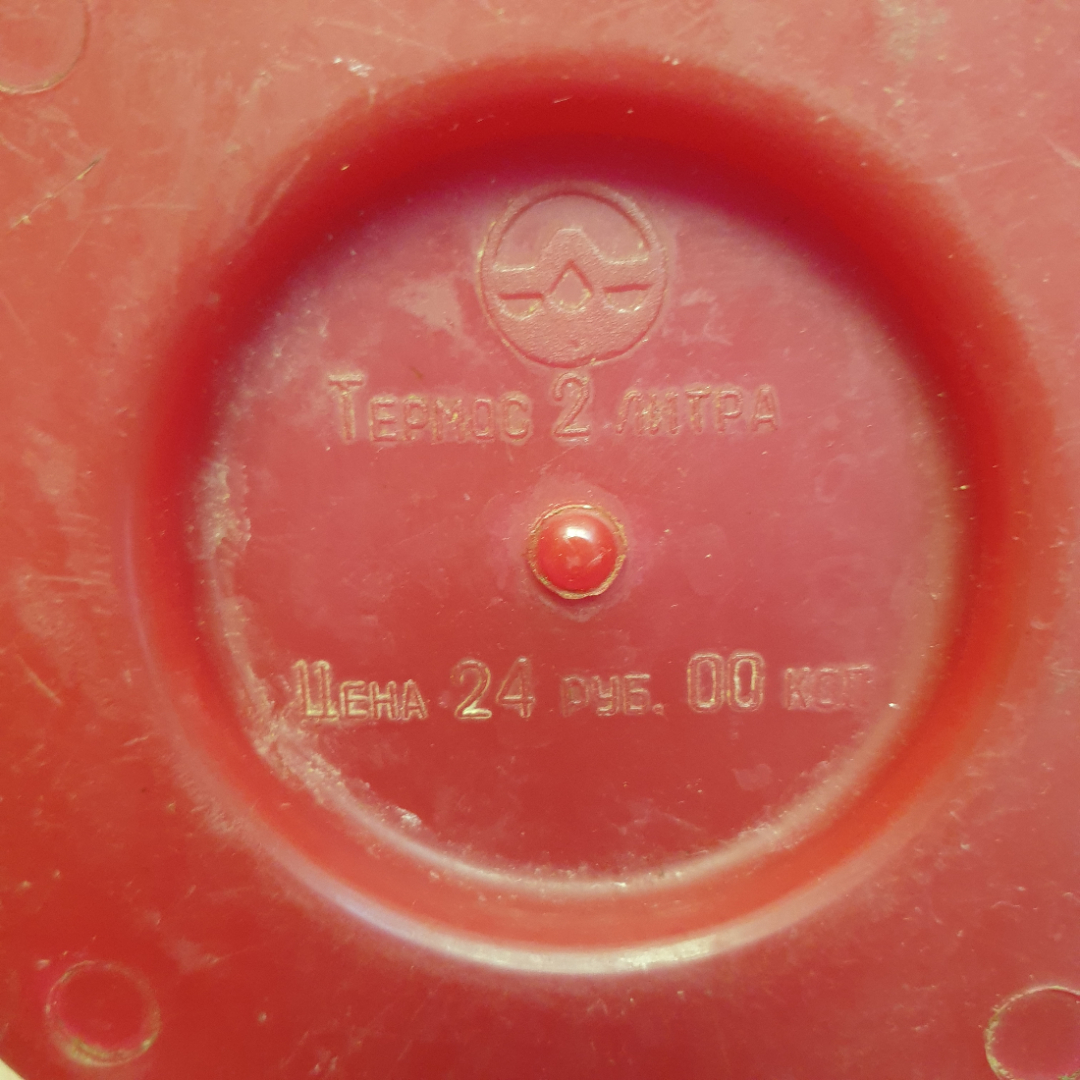 Термос 2 литра
Цена 24 руб. 00 коп